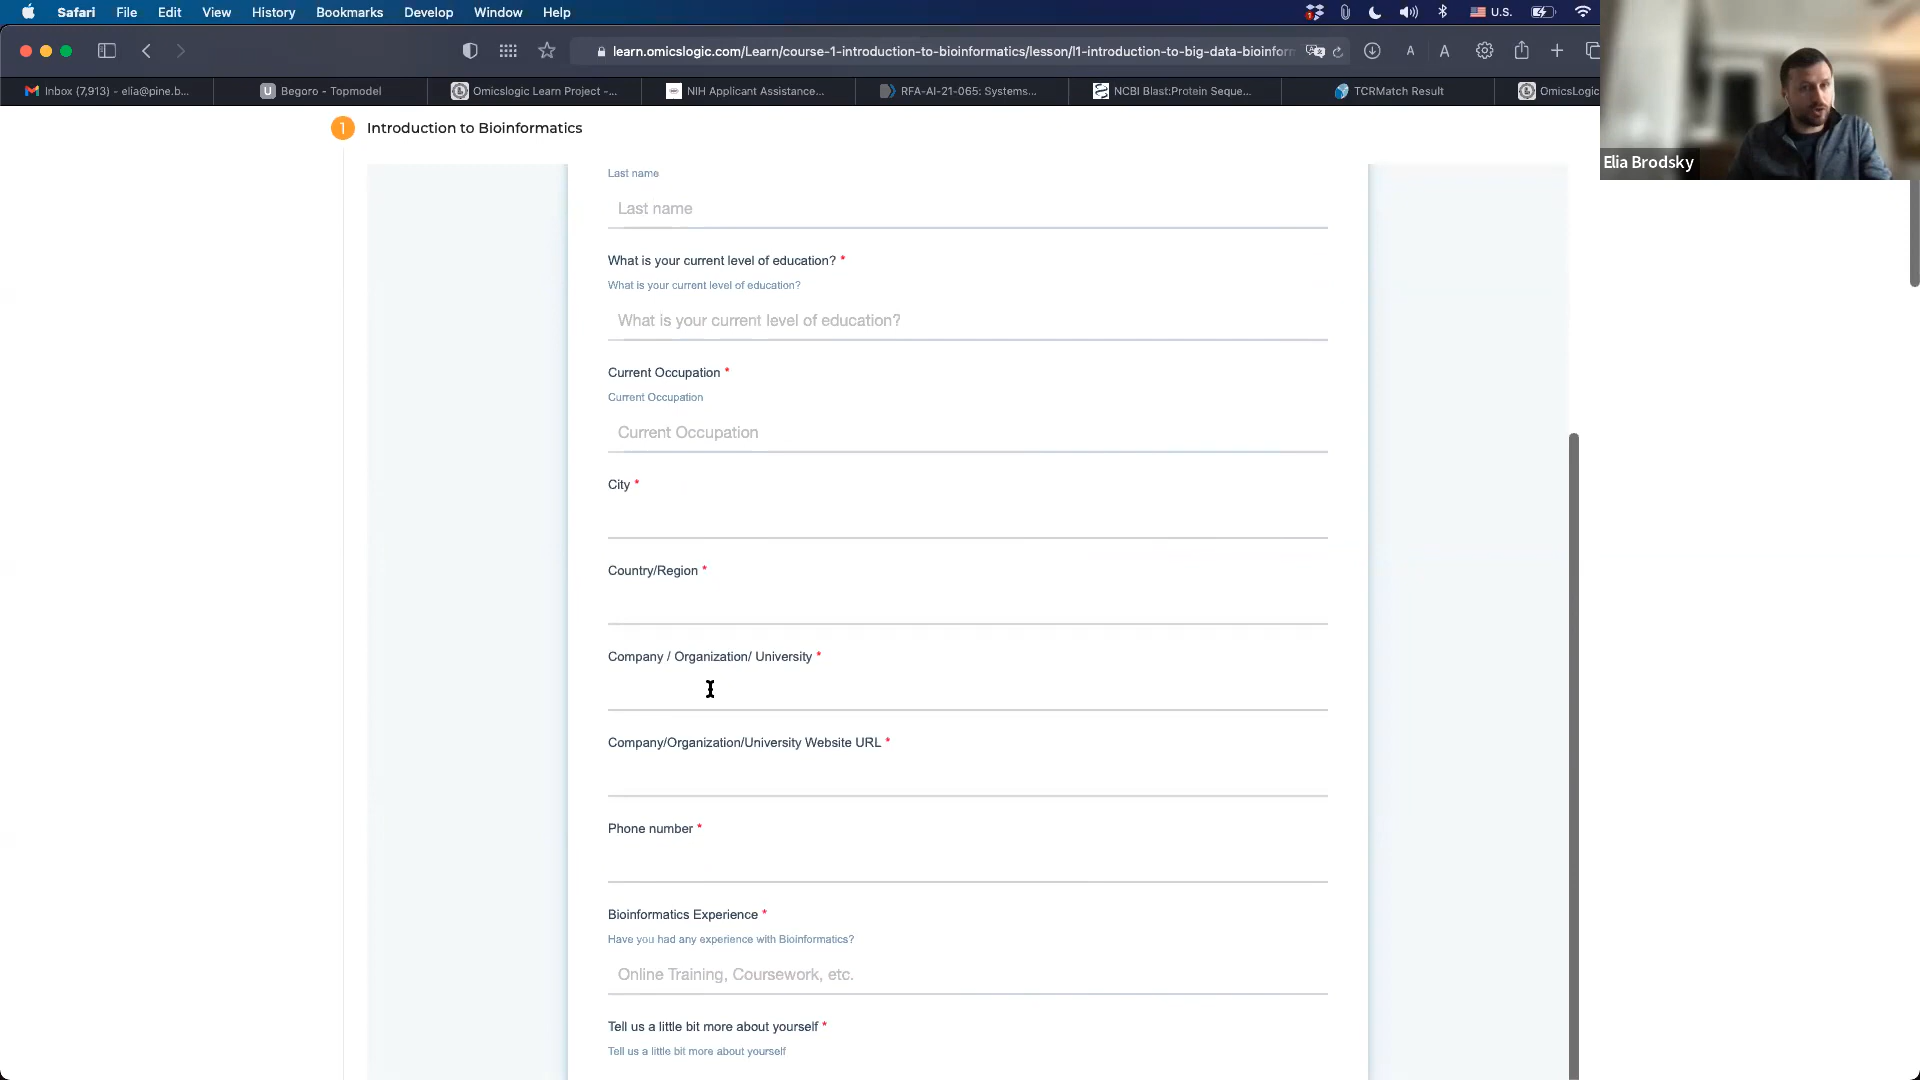 Safari File Edit View History Bookmarks Develop Window Help
1 U.S.
learn.omicslogic.com/Learn/course-1-introduction-to-bioinformatics/lesson/l1-introduction-to-big-data-bioinfor
A A
Inbox (7,913) - elia@pine.b... Begoro - Topmodel Omicslogic Learn Project -... NIH Applicant Assistance... RFA-AI-21-065: Systems... NCBI Blast:Protein Seque... TCRMatch Result OmicsLogic
1 Introduction to Bioinformatics
Elia Brodsky
Last name
Last name
What is your current level of education? *
What is your current level of education?
What is your current level of education?
Current Occupation *
Current Occupation
Current Occupation
City *
Country/Region *
Company / Organization/ University *
Company/Organization/University Website URL *
Phone number *
Bioinformatics Experience *
Have you had any experience with Bioinformatics?
Online Training, Coursework, etc.
Tell us a little bit more about yourself *
Tell us a little bit more about yourself